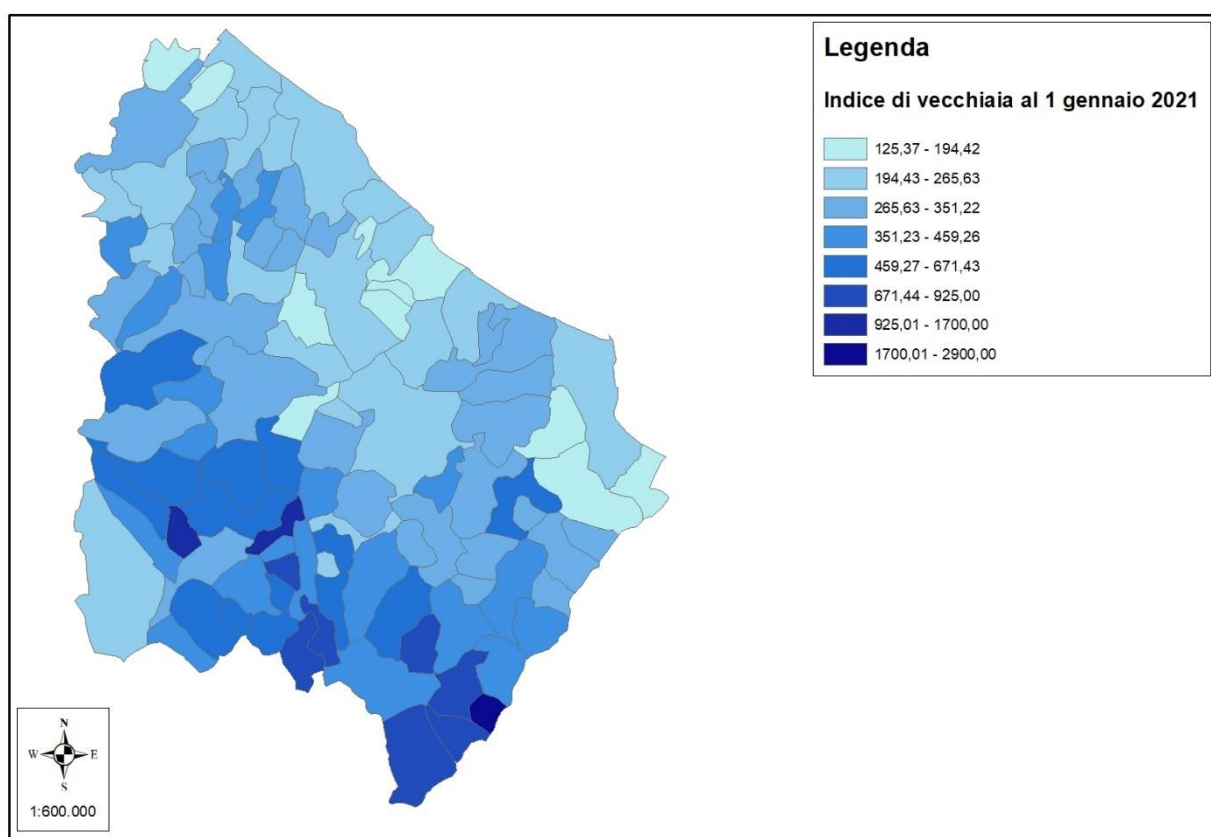 Legenda
Indice di vecchiaia al 1 gennaio 2021
125,37 - 194,42
194,43 - 265,63
265,63 - 351,22
351,23 - 459,26
459,27 - 671,43
671,44 - 925,00
925,01 - 1700,00
1700,01 - 2900,00
N
W E
S
1:600.000